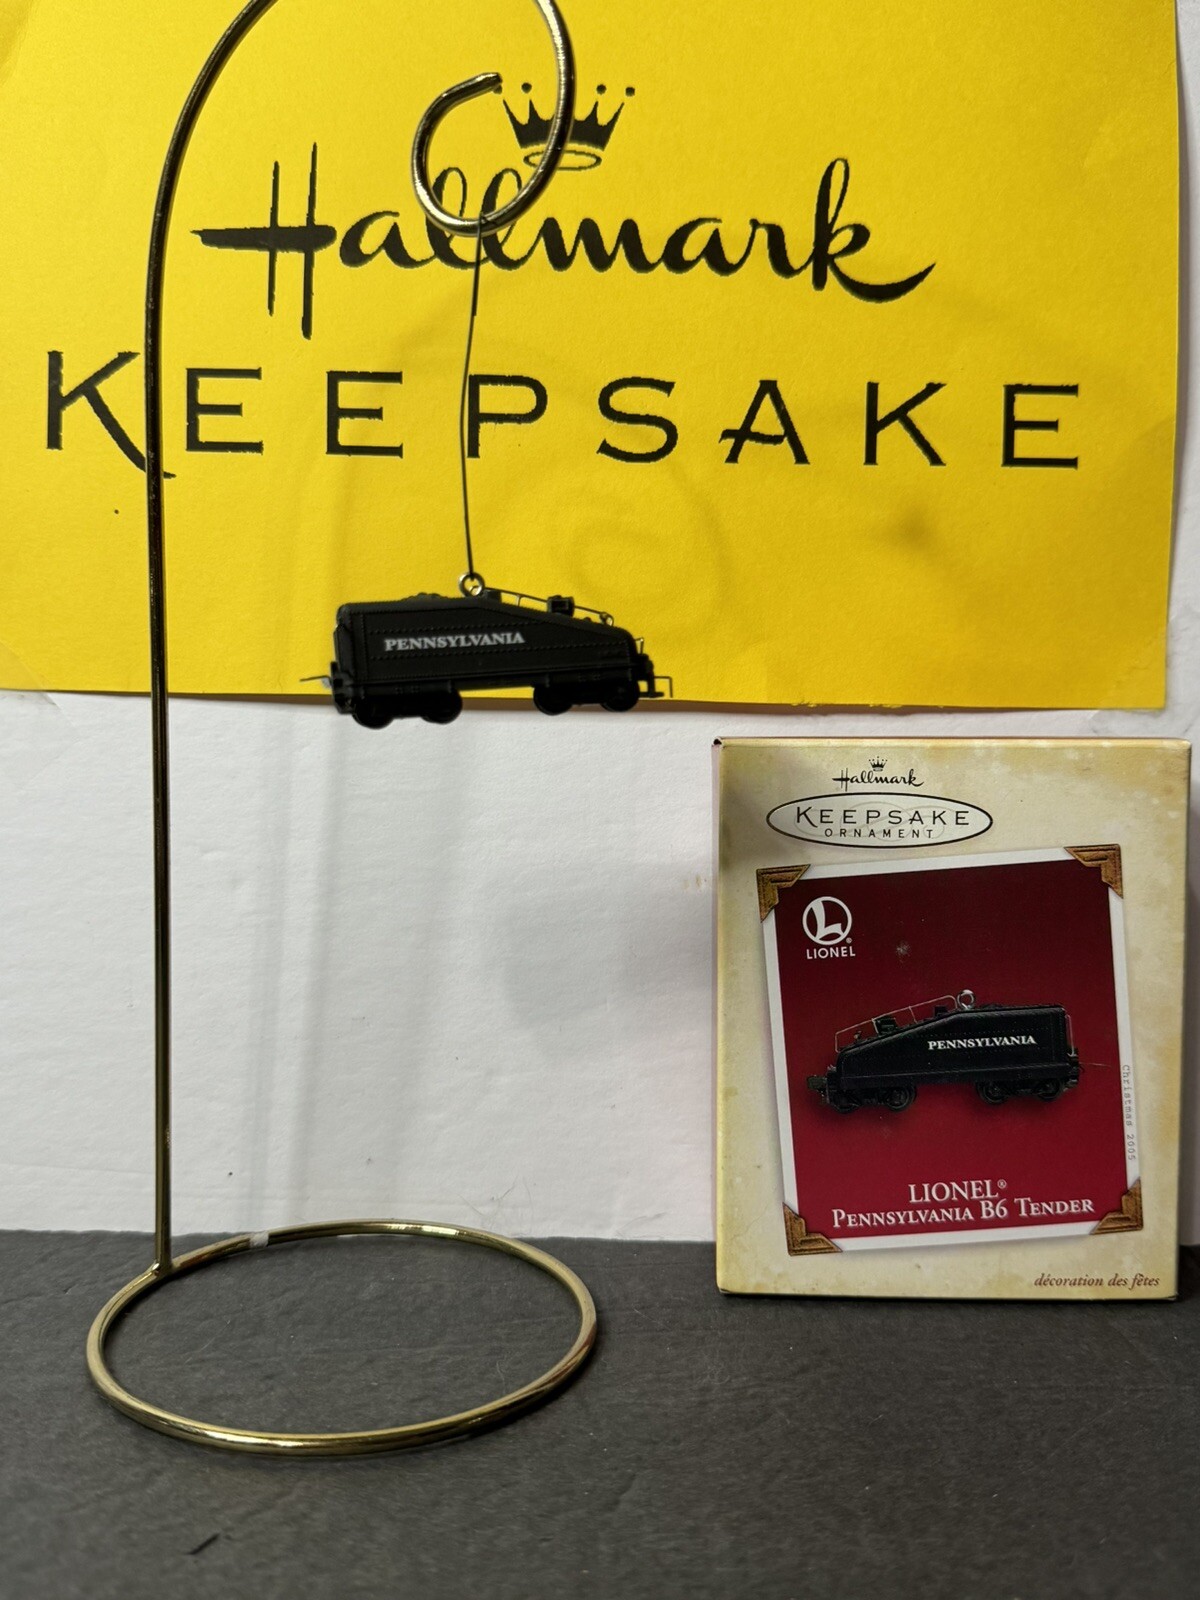 Hallmark
KEEPSAKE
PENNSYLVANIA
Hallmark
KEEPSAKE
ORNAMENT
L
LIONEL
PENNSYLVANIA
Christmas 2005
LIONEL®
PENNSYLVANIA B6 TENDER
décoration des fêtes